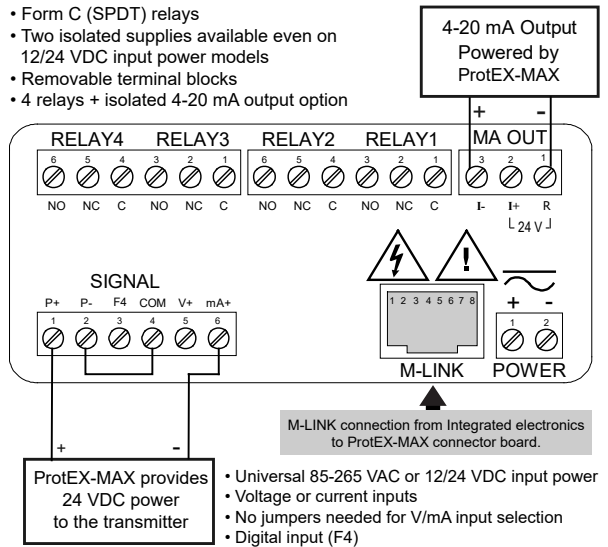 • Form C (SPDT) relays
• Two isolated supplies available even on
12/24 VDC input power models
• Removable terminal blocks
• 4 relays + isolated 4-20 mA output option
4-20 mA Output
Powered by
ProtEX-MAX
+ -
RELAY4 RELAY3 RELAY2 RELAY1 MA OUT
6 5 4 3 2 1 6 5 4 3 2 1 3 2 1
NO NC C NO NC C NO NC C NO NC C I- I+ R
24 V
SIGNAL
P+ P- F4 COM V+ mA+
1 2 3 4 5 6
1 2 3 4 5 6 7 8
+ -
1 2
M-LINK POWER
M-LINK connection from Integrated electronics
to ProtEX-MAX connector board.
+ -
ProtEX-MAX provides
24 VDC power
to the transmitter
• Universal 85-265 VAC or 12/24 VDC input power
• Voltage or current inputs
• No jumpers needed for V/mA input selection
• Digital input (F4)